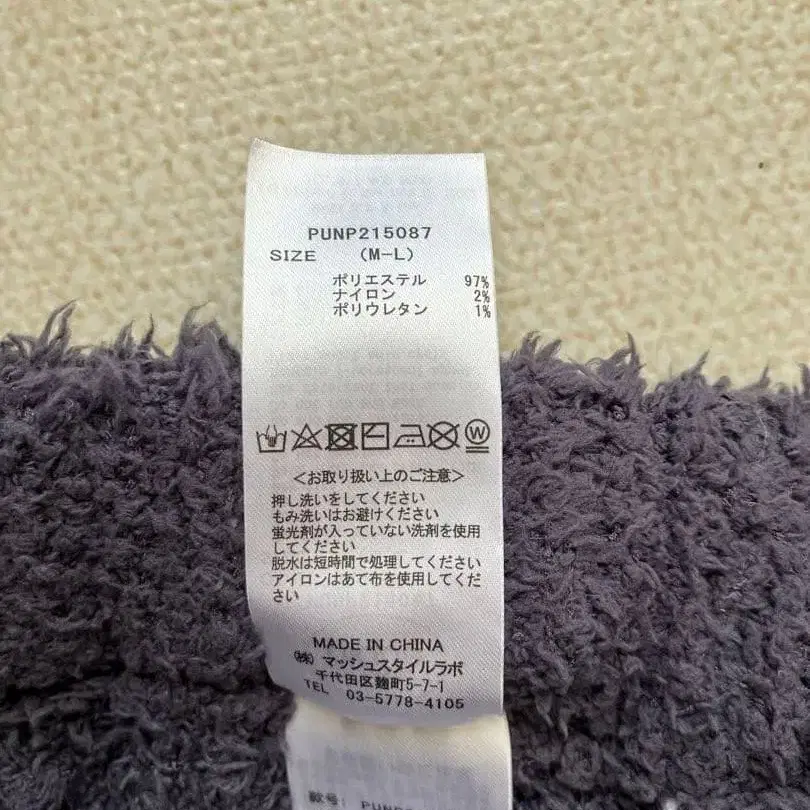 PUNP215087
SIZE (M-L)
ポリエステル 97%
ナイロン 2%
ポリウレタン 1%
W
＜お取り扱い上のご注意＞
押し洗いをしてください
もみ洗いはお避けください
蛍光剤が入っていない洗剤を使用
してください
脱水は短時間で処理してください
アイロンはあて布を使用してくだ
さい
MADE IN CHINA
㈱ マッシュスタイルラボ
千代田区麹町5-7-1
TEL 03-5778-4105
款号: PUNP